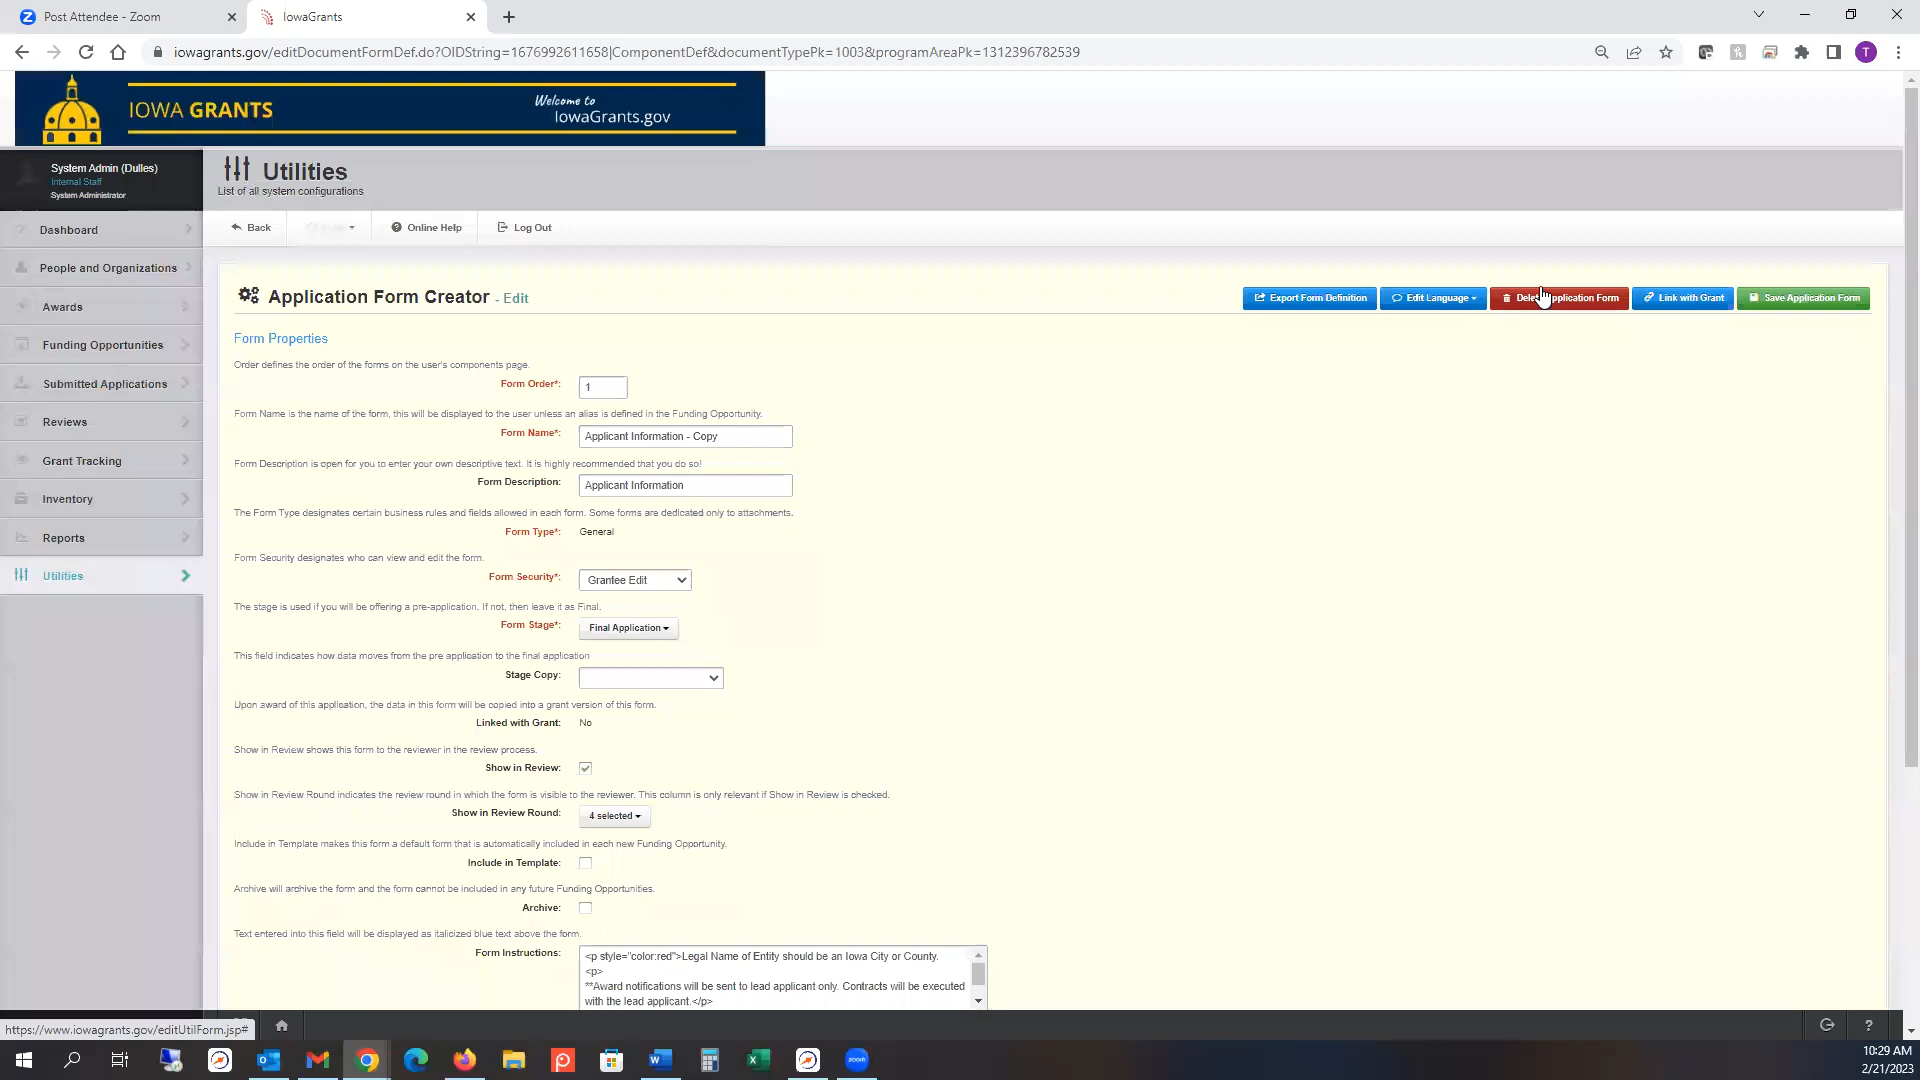 Post Attendee - Zoom
IowaGrants
iowagrants.gov/editDocumentFormDef.do?OIDString=1676992611658|ComponentDef&documentTypePk=1003&programAreaPk=1312396782539
T
IOWA GRANTS
Welcome to
IowaGrants.gov
System Admin (Dulles)
Internal Staff
System Administrator
Utilities
List of all system configurations
Back
Online Help
Log Out
Dashboard
People and Organizations
Awards
Funding Opportunities
Submitted Applications
Reviews
Grant Tracking
Inventory
Reports
Utilities
Application Form Creator - Edit
Export Form Definition
Edit Language
Application Form
Link with Grant
Save Application Form
Form Properties
Order defines the order of the forms on the user's components page.
Form Order*: 1
Form Name is the name of the form, this will be displayed to the user unless an alias is defined in the Funding Opportunity.
Form Name*: Applicant Information - Copy
Form Description is open for you to enter your own descriptive text. It is highly recommended that you do so!
Form Description: Applicant Information
The Form Type designates certain business rules and fields allowed in each form. Some forms are dedicated only to attachments.
Form Type*: General
Form Security designates who can view and edit the form.
Form Security*: Grantee Edit
The stage is used if you will be offering a pre-application. If not, then leave it as Final.
Form Stage*: Final Application
This field indicates how data moves from the pre application to the final application
Stage Copy:
Upon award of this application, the data in this form will be copied into a grant version of this form.
Linked with Grant: No
Show in Review shows this form to the reviewer in the review process.
Show in Review:
Show in Review Round indicates the review round in which the form is visible to the reviewer. This column is only relevant if Show in Review is checked.
Show in Review Round: 4 selected
Include in Template makes this form a default form that is automatically included in each new Funding Opportunity.
Include in Template:
Archive will archive the form and the form cannot be included in any future Funding Opportunities.
Archive:
Text entered into this field will be displayed as italicized blue text above the form.
Form Instructions: <p style="color:red">Legal Name of Entity should be an Iowa City or County.
<p>
**Award notifications will be sent to lead applicant only. Contracts will be executed
with the lead applicant.</p>
https://www.iowagrants.gov/editUtilForm.jsp#
zoom
10:29 AM
2/21/2023